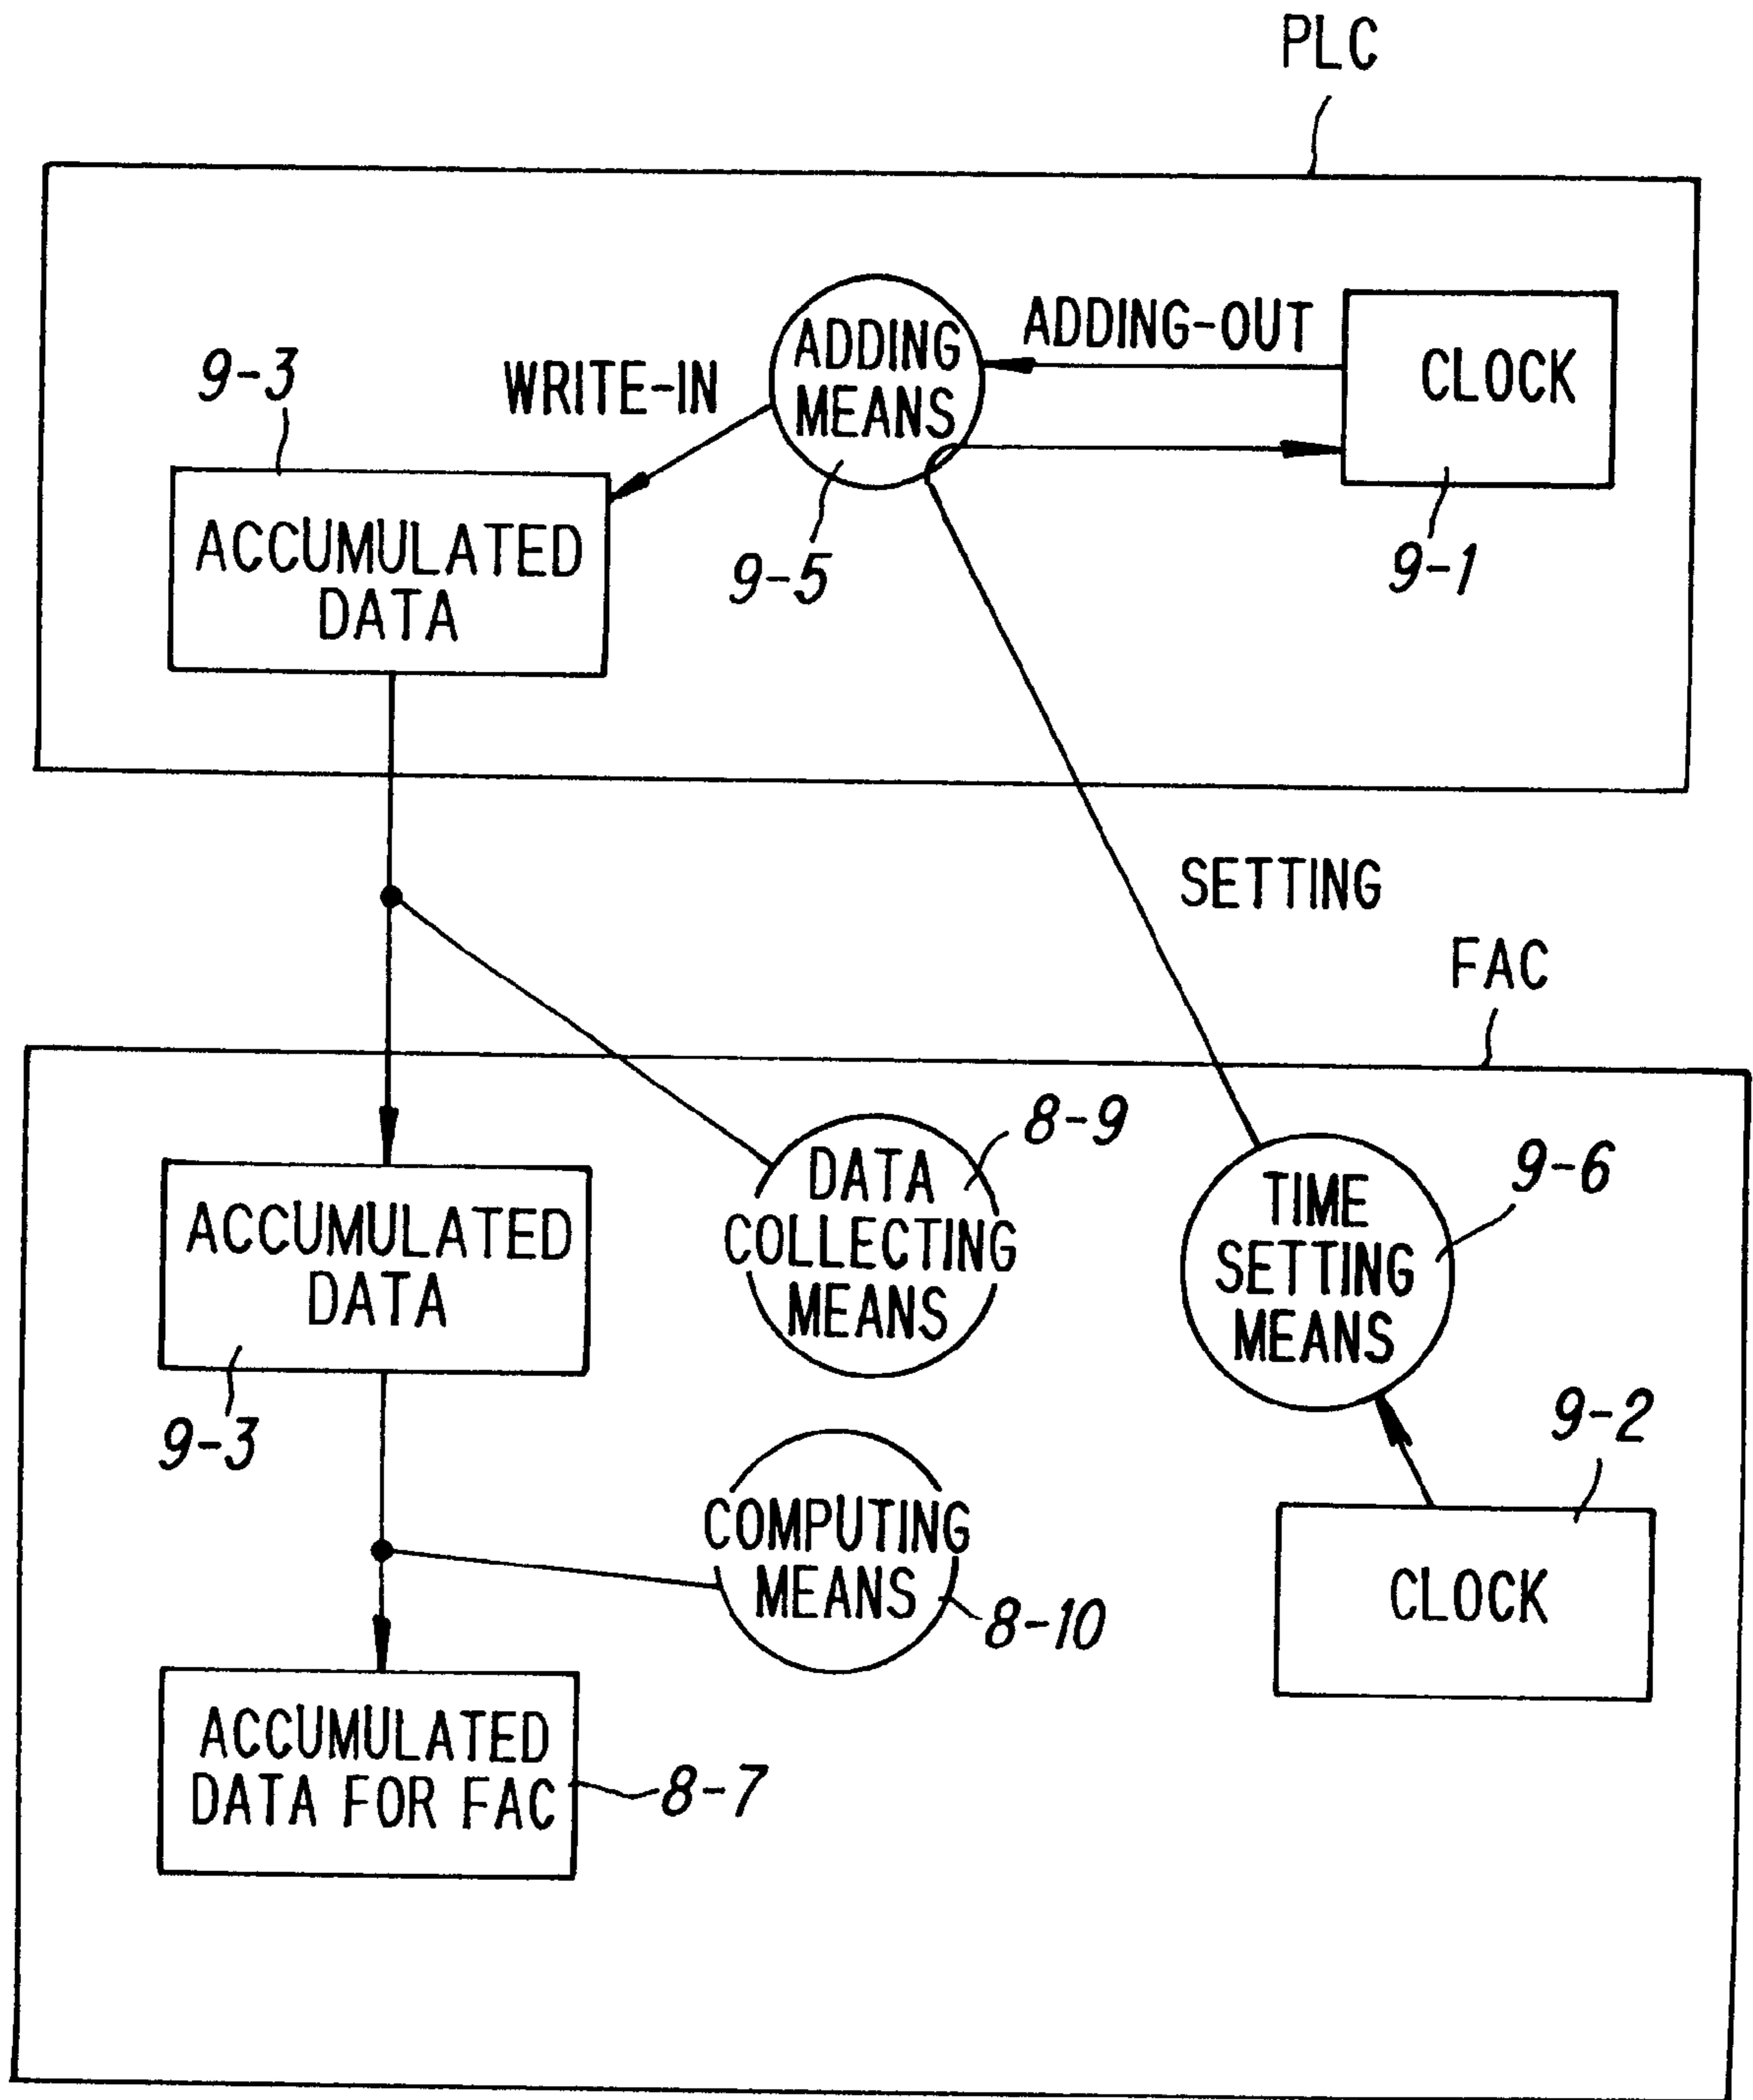 PLC
9-3
WRITE-IN
ADDING
MEANS
ADDING-OUT
CLOCK
9-5
9-1
ACCUMULATED
DATA
SETTING
FAC
8-9
DATA
COLLECTING
MEANS
9-6
TIME
SETTING
MEANS
ACCUMULATED
DATA
9-3
9-2
COMPUTING
MEANS
8-10
CLOCK
ACCUMULATED
DATA FOR FAC
8-7